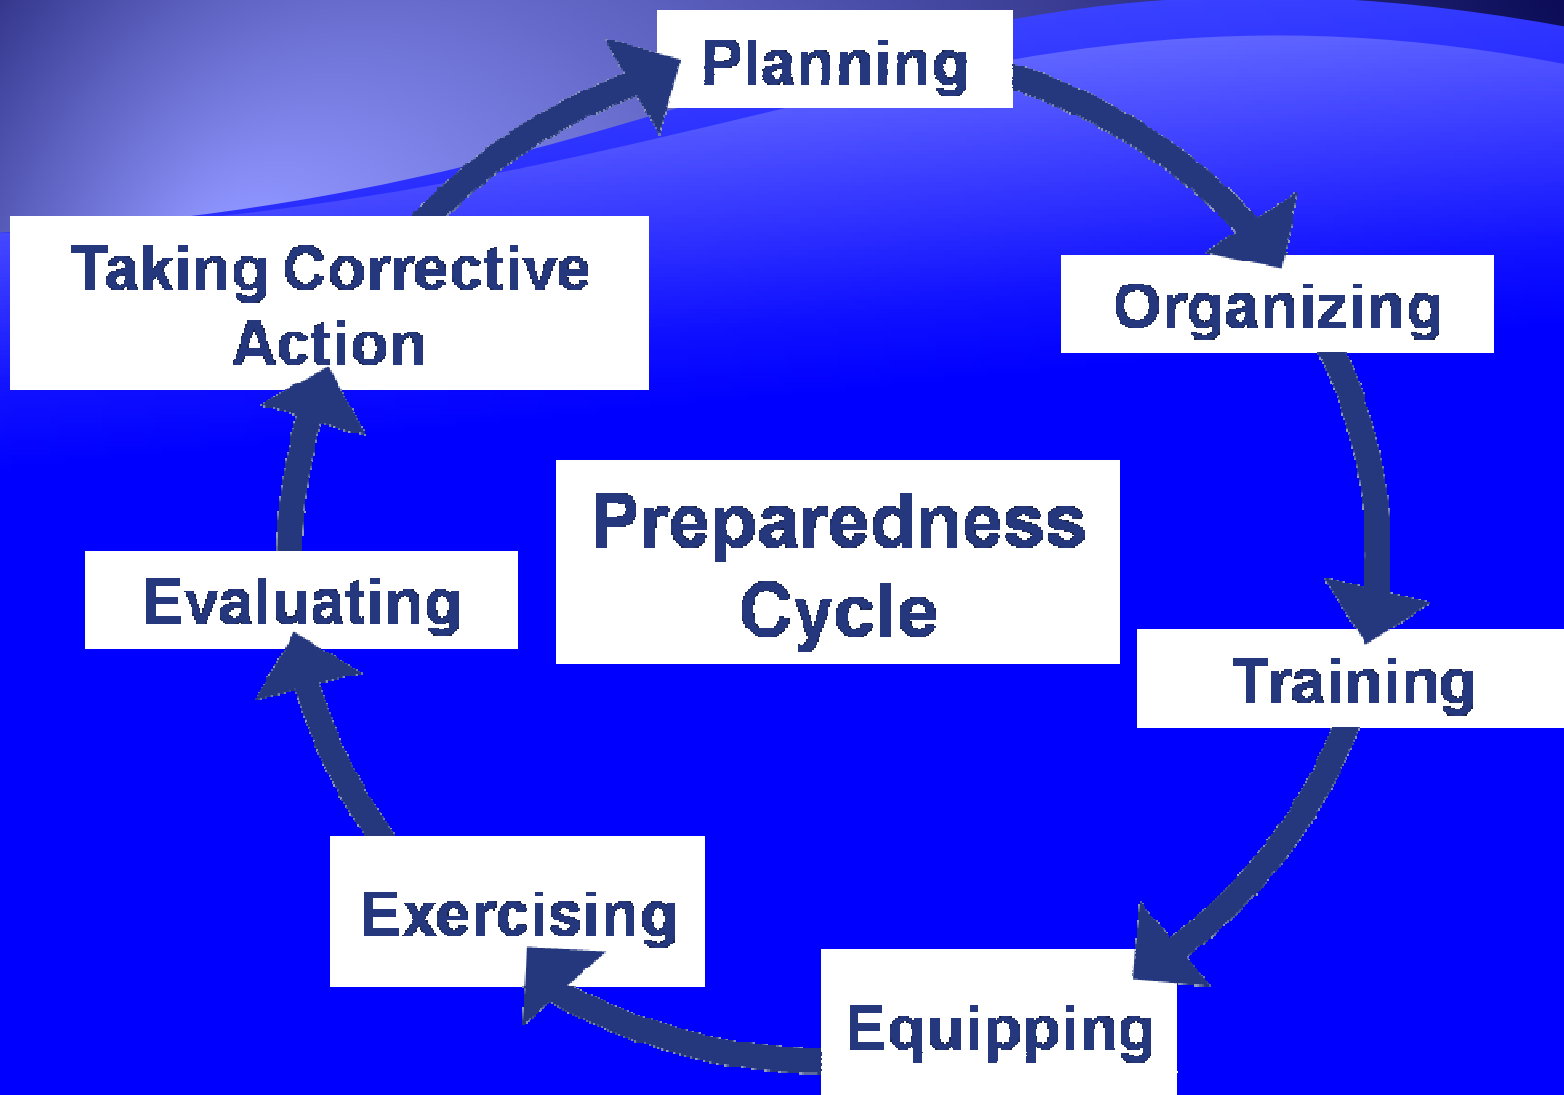 Planning
Organizing
Training
Equipping
Exercising
Evaluating
Taking Corrective
Action
Preparedness
Cycle